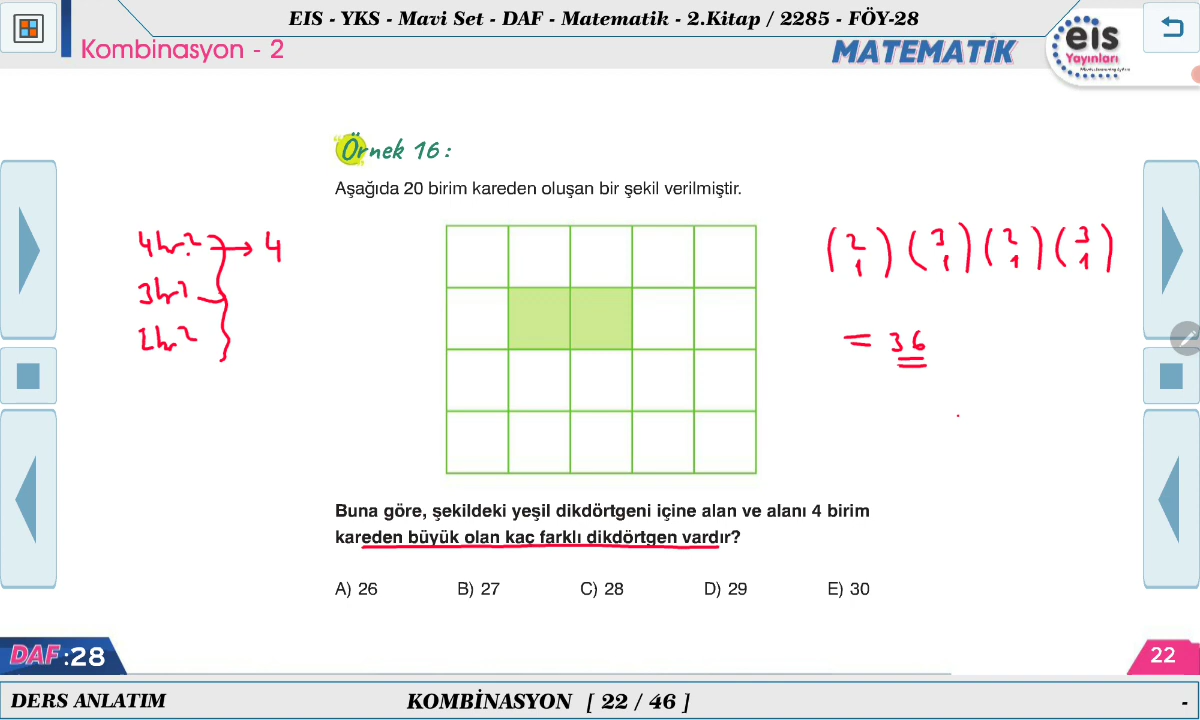 EIS - YKS - Mavi Set - DAF - Matematik - 2.Kitap / 2285 - FÖY-28
Kombinasyon - 2
MATEMATİK
eis
Yayınları
Örnek 16 :
Aşağıda 20 birim kareden oluşan bir şekil verilmiştir.
4br² → 4
3br²
2br²
(2 1) (3 1) (2 1) (3 1)
= 36
Buna göre, şekildeki yeşil dikdörtgeni içine alan ve alanı 4 birim
kareden büyük olan kaç farklı dikdörtgen vardır?
A) 26 B) 27 C) 28 D) 29 E) 30
DAF:28
22
DERS ANLATIM
KOMBİNASYON [ 22 / 46 ]
-